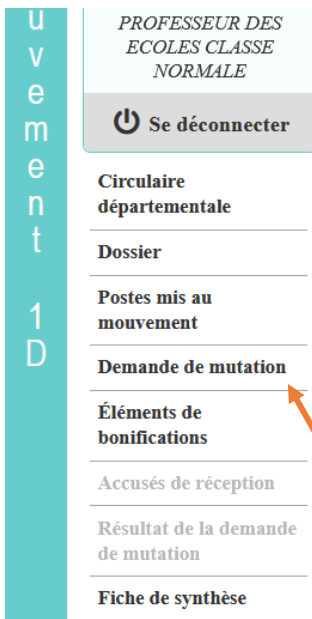 u
v
e
m
e
n
t
1
D
PROFESSEUR DES
ECOLES CLASSE
NORMALE
Se déconnecter
Circulaire
départementale
Dossier
Postes mis au
mouvement
Demande de mutation
Éléments de
bonifications
Accusés de réception
Résultat de la demande
de mutation
Fiche de synthèse